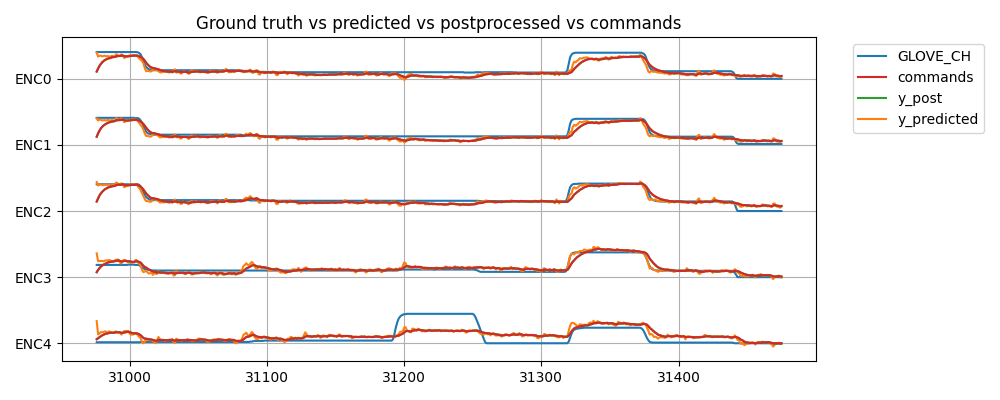 Ground truth vs predicted vs postprocessed vs commands
ENC0
ENC1
ENC2
ENC3
ENC4
31000
31100
31200
31300
31400
GLOVE_CH
commands
y_post
y_predicted